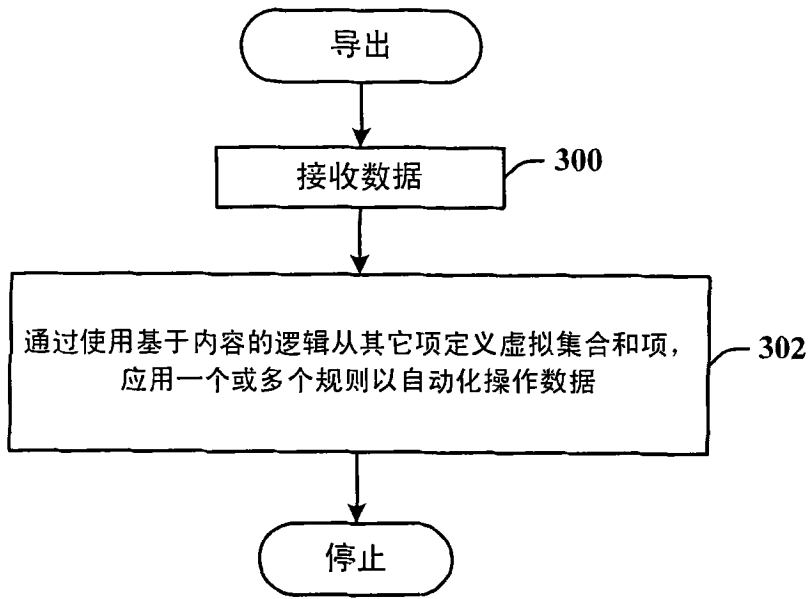 导出
接收数据
300
通过使用基于内容的逻辑从其它项定义虚拟集合和项，
应用一个或多个规则以自动化操作数据
302
停止